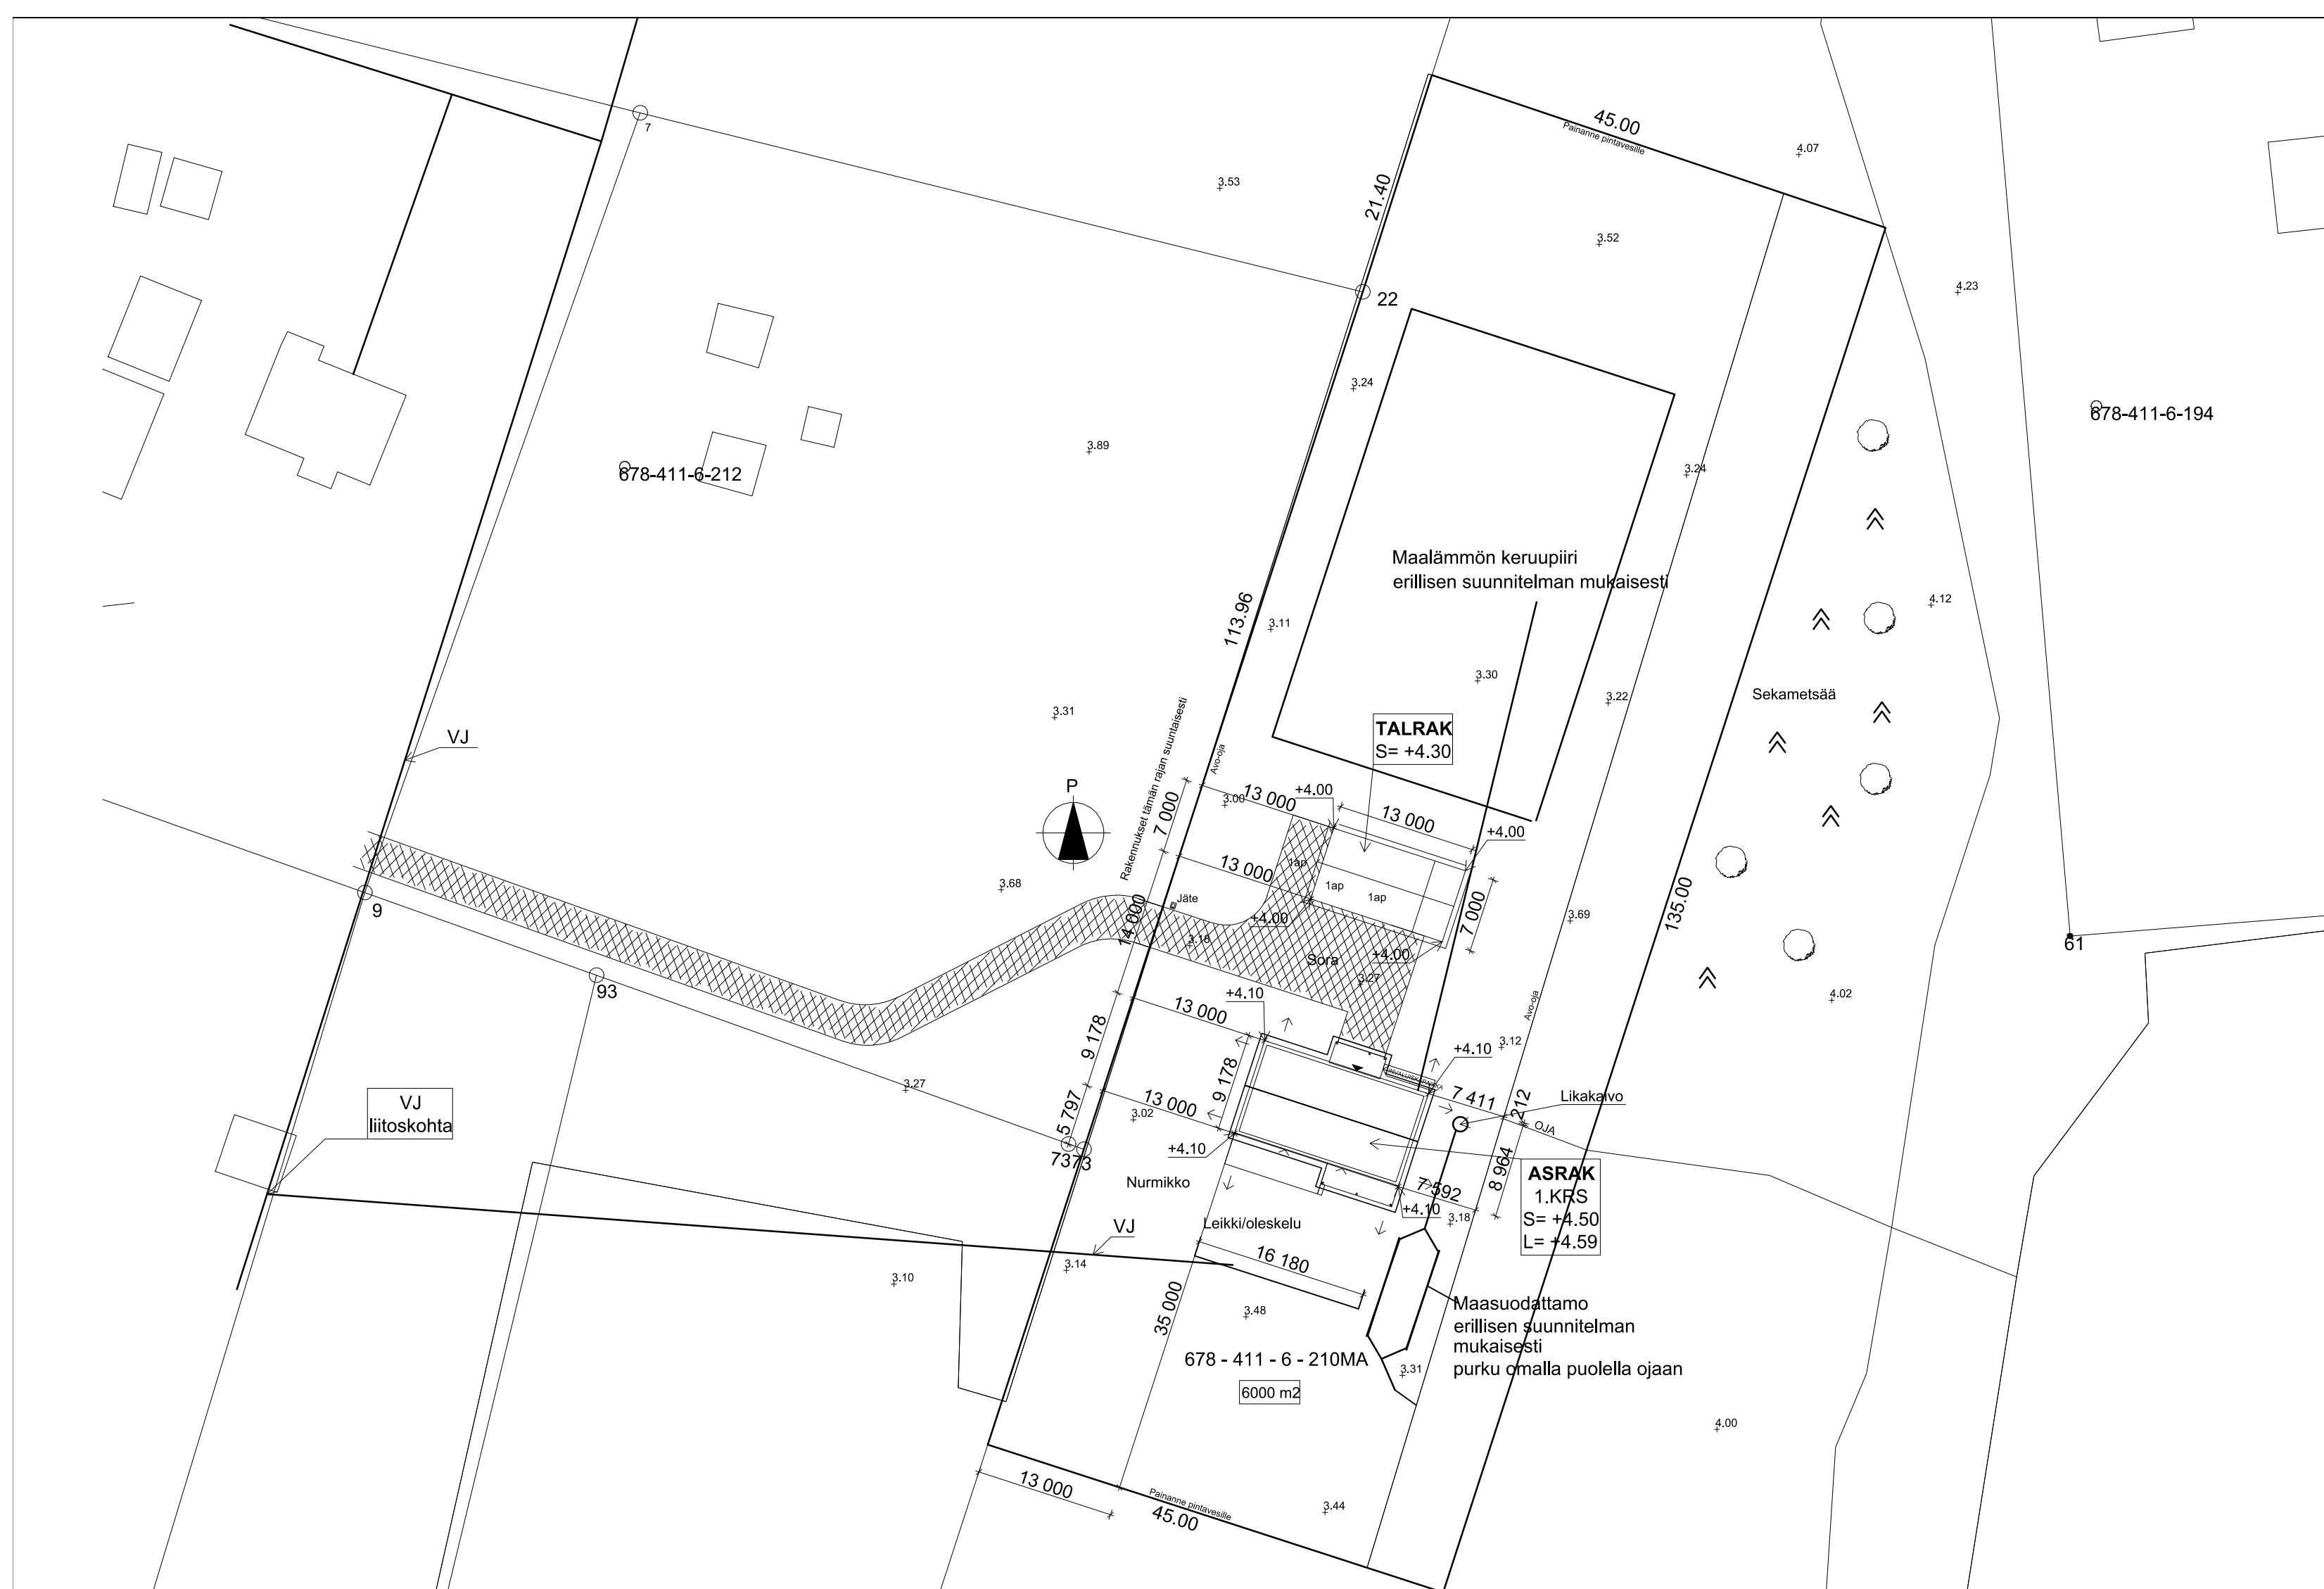 7
45.00
Painanne pintavesille
4.07
3.53
21.40
3.52
4.23
22
3.24
678-411-6-194
3.89
678-411-6-212
3.24
Maalämmön keruupiiri
erillisen suunnitelman mukaisesti
113.96
3.11
4.12
3.30
Sekametsää
3.22
3.31
VJ
TALRAK
S= +4.30
Rakennukset tämän rajan suuntaisesti
Avo-oja
P
3.00
13 000
+4.00
7 000
13 000
+4.00
13 000
1ap
1ap
1ap
3.68
9
Jäte
14 000
+4.00
7 000
3.69
135.00
3.18
Sora
+4.00
3.27
61
93
+4.10
13 000
Avo-oja
4.02
9 178
9 178
+4.10
3.12
3.27
13 000
3.02
7 411
212
Likakaivo
5 797
OJA
+4.10
7373
8 964
ASRAK
1.KRS
S= +4.50
L= +4.59
VJ
liitoskohta
Nurmikko
7 592
+4.10
3.18
Leikki/oleskelu
VJ
16 180
3.14
3.10
35 000
3.48
Maasuodattamo
erillisen suunnitelman
mukaisesti
purku omalla puolella ojaan
678 - 411 - 6 - 210MA
3.31
6000 m2
4.00
13 000
Painanne pintavesille
45.00
3.44